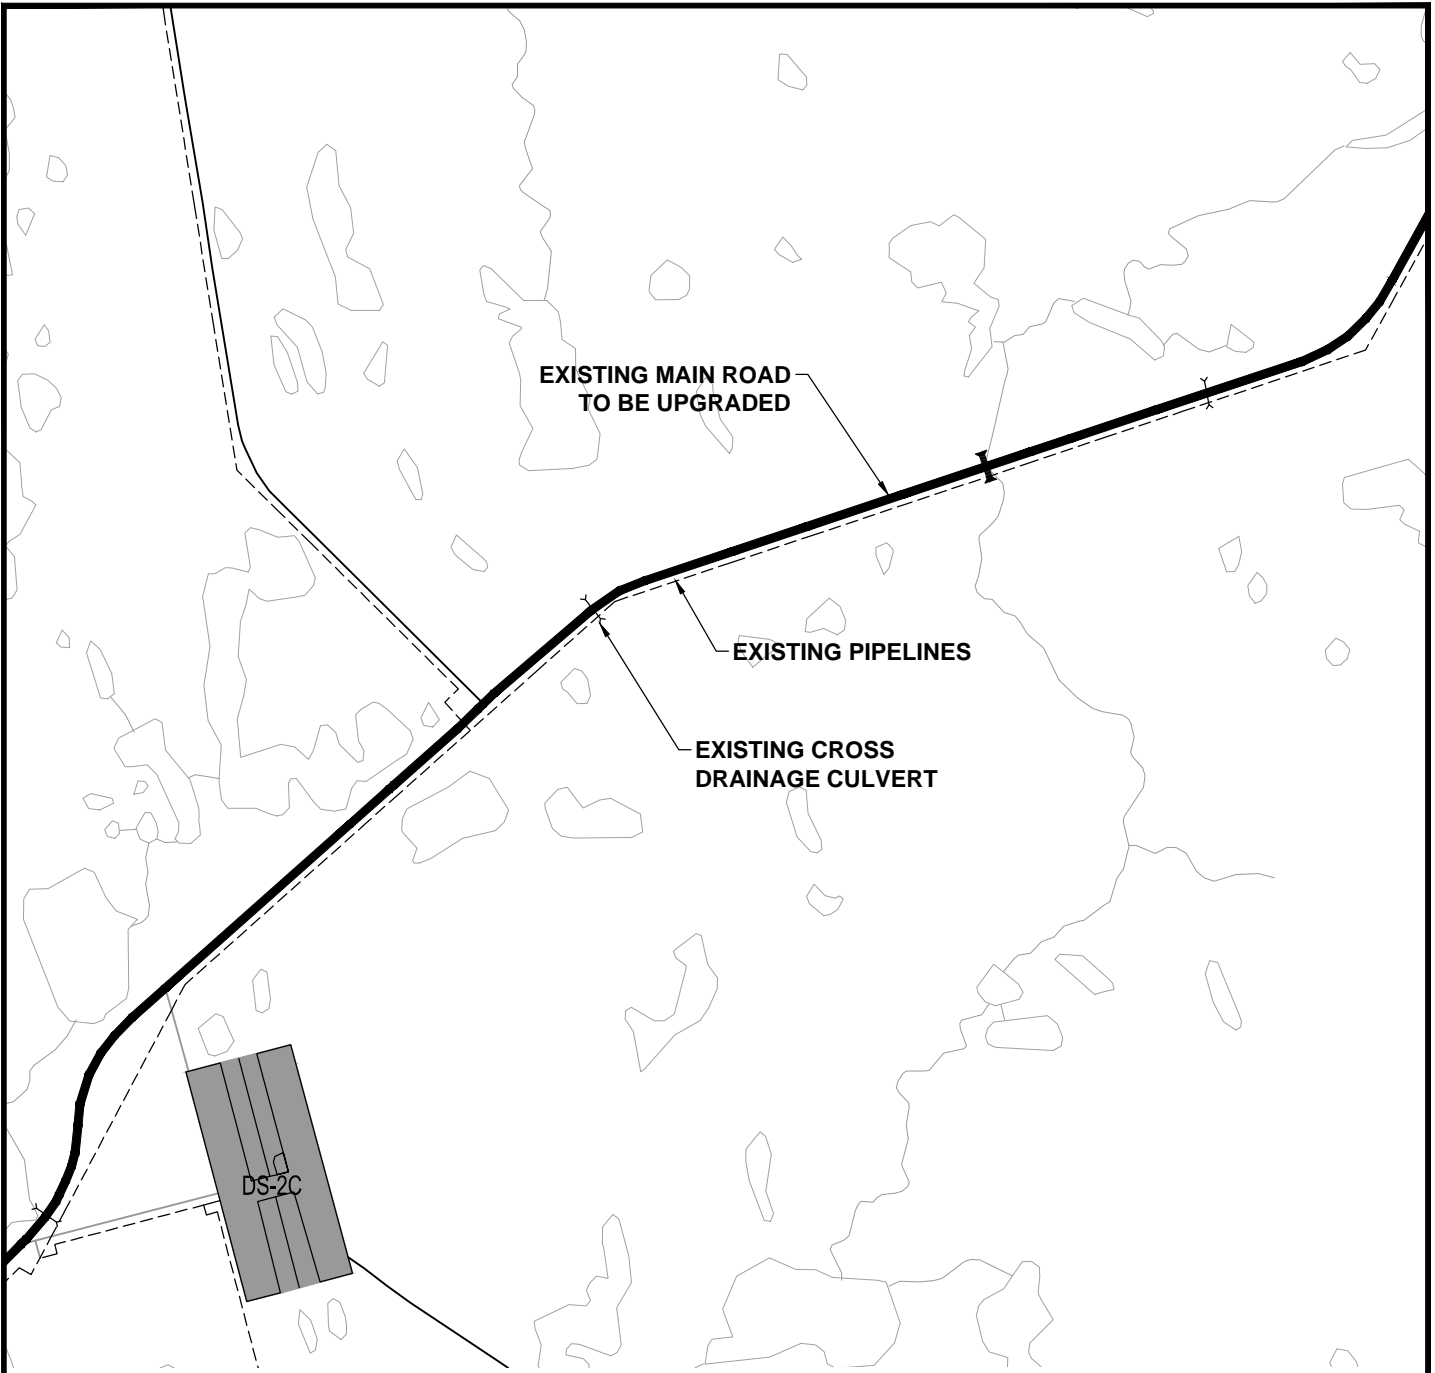 EXISTING MAIN ROAD
TO BE UPGRADED
EXISTING PIPELINES
EXISTING CROSS
DRAINAGE CULVERT
DS-2C